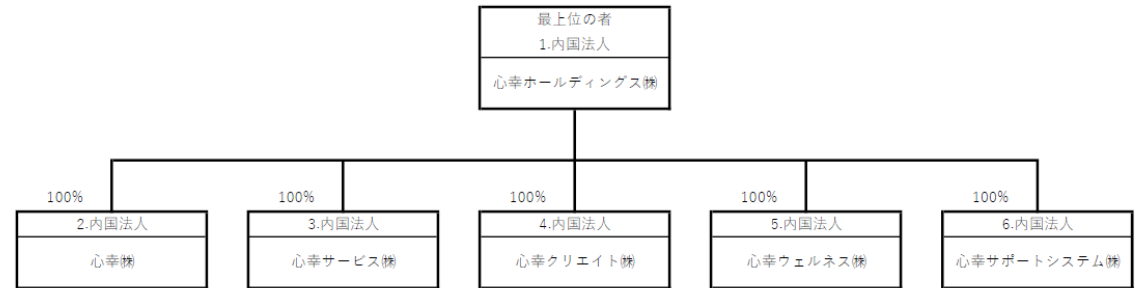 最上位の者
1.内国法人
心幸ホールディングス㈱
100%
100%
100%
100%
100%
2.内国法人
3.内国法人
4.内国法人
5.内国法人
6.内国法人
心幸㈱
心幸サービス㈱
心幸クリエイト㈱
心幸ウェルネス㈱
心幸サポートシステム㈱